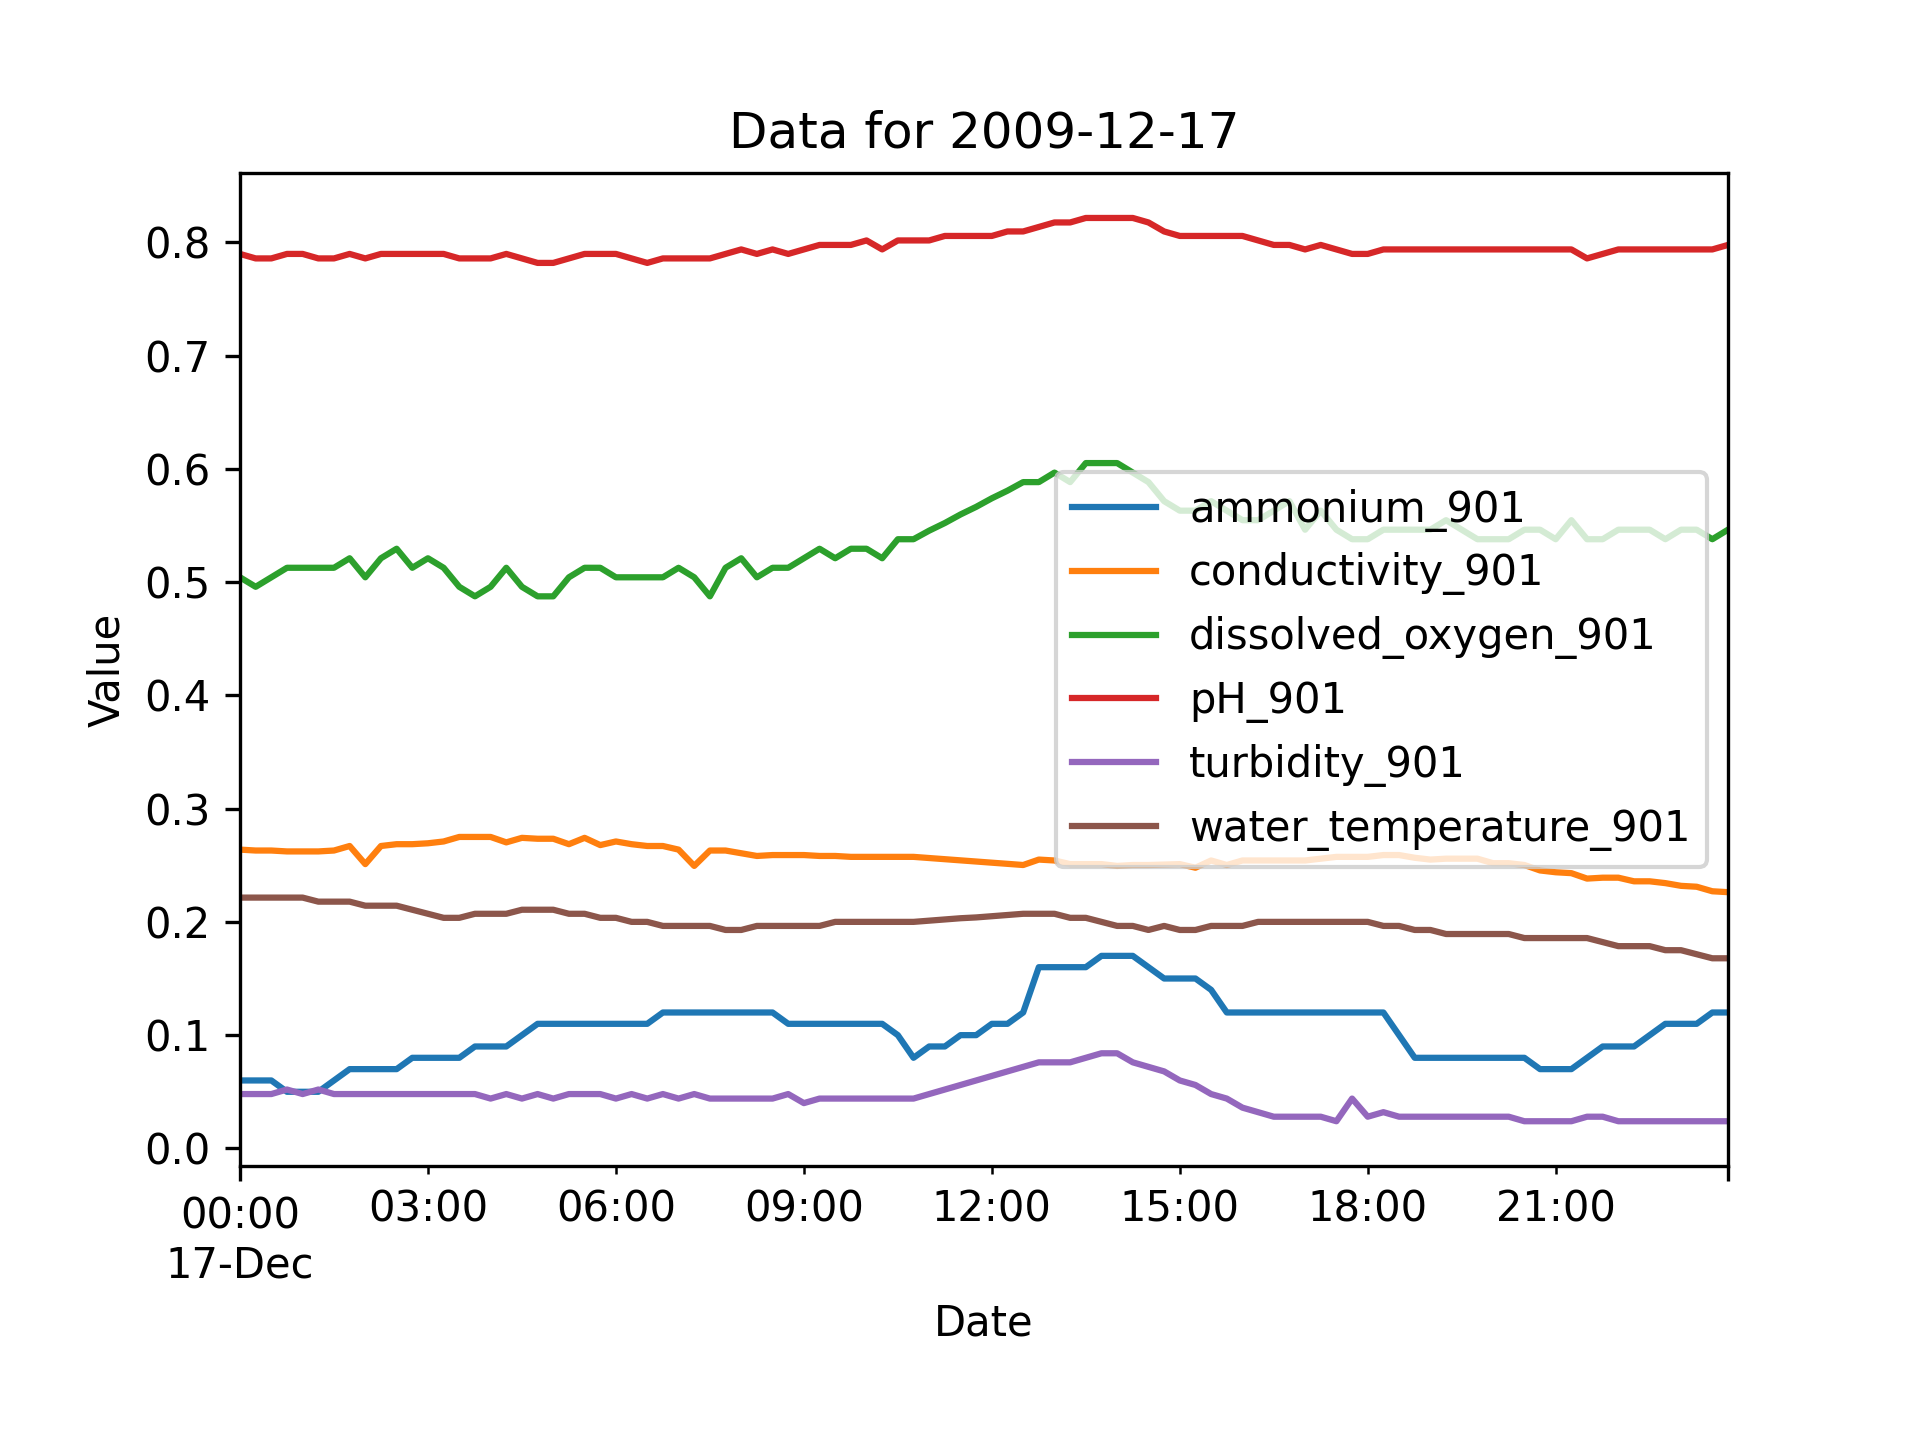 Data for 2009-12-17
Value
0.8
0.7
0.6
0.5
0.4
0.3
0.2
0.1
0.0
ammonium_901
conductivity_901
dissolved_oxygen_901
pH_901
turbidity_901
water_temperature_901
00:00 03:00 06:00 09:00 12:00 15:00 18:00 21:00
17-Dec
Date